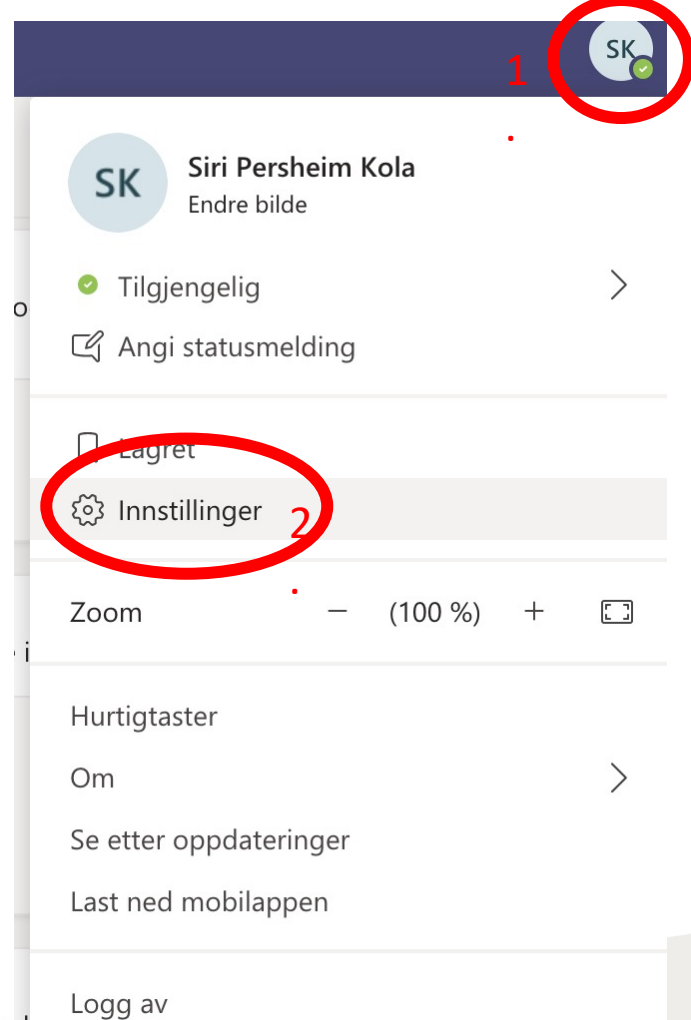 SK
1
.
SK
Siri Persheim Kola
Endre bilde
Tilgjengelig
Angi statusmelding
Lagret
Innstillinger
2
.
Zoom − (100 %) +
Hurtigtaster
Om
Se etter oppdateringer
Last ned mobilappen
Logg av
o
i